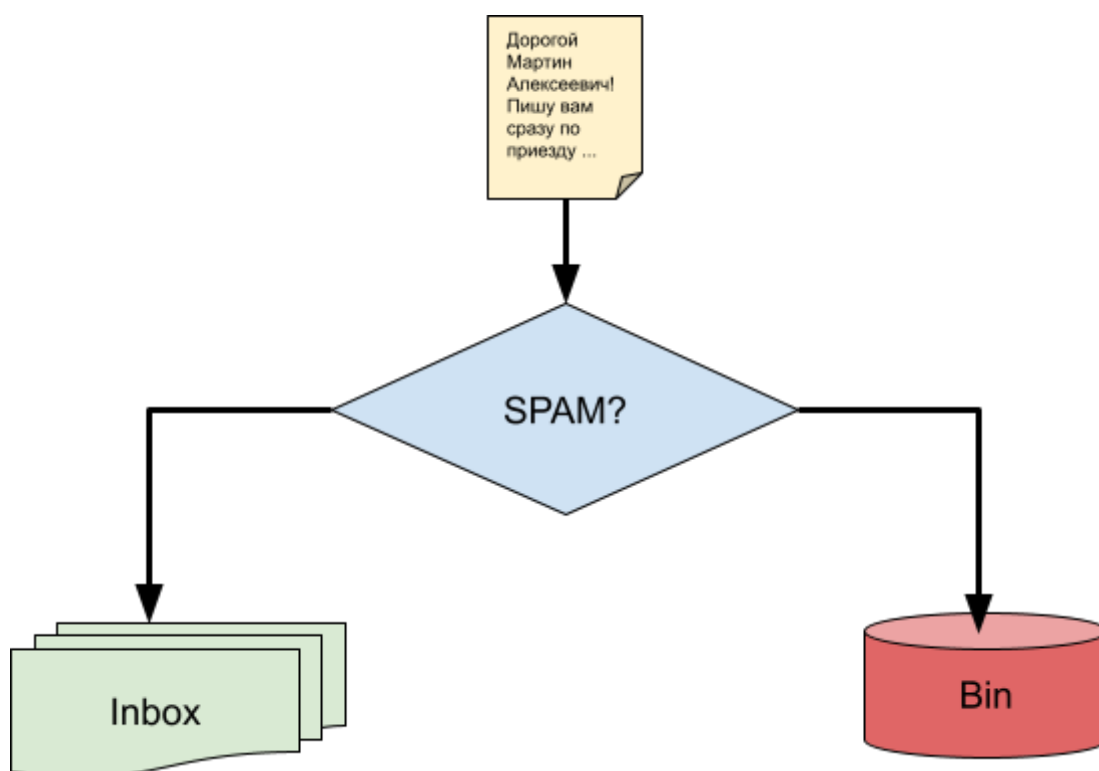 Дорогой
Мартин
Алексеевич!
Пишу вам
сразу по
приезду ...
SPAM?
Inbox
Bin